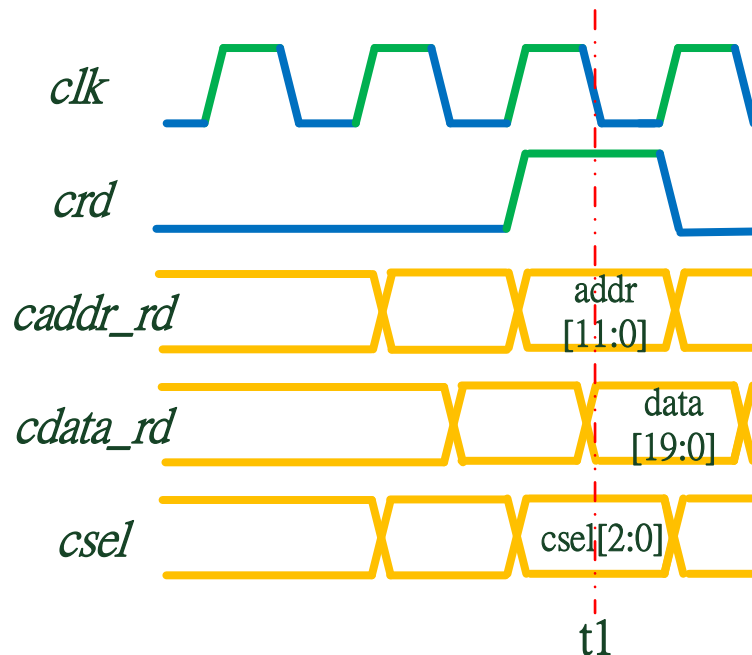 clk
crd
caddr_rd
addr
[11:0]
cdata_rd
data
[19:0]
csel
csel[2:0]
t1